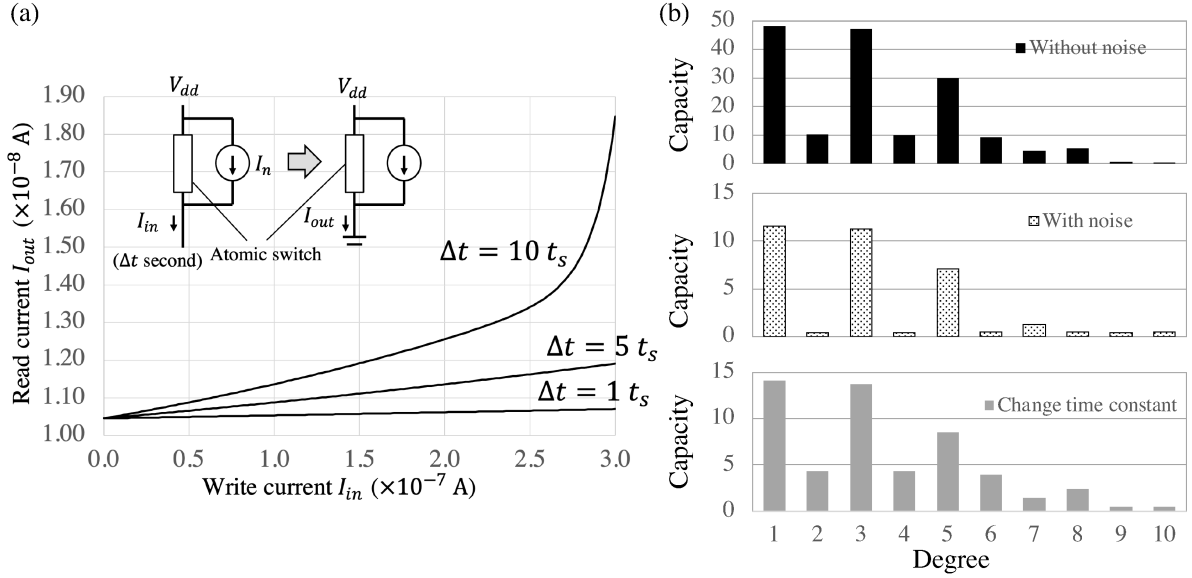 (a)
V_dd
V_dd
I_n
I_in
(Δt second)
Atomic switch
I_out
Δt = 10 t_s
Δt = 5 t_s
Δt = 1 t_s
Read current I_out (×10⁻⁸ A)
1.90
1.80
1.70
1.60
1.50
1.40
1.30
1.20
1.10
1.00
0.0 0.5 1.0 1.5 2.0 2.5 3.0
Write current I_in (×10⁻⁷ A)
(b)
Capacity
50
40
30
20
10
0
Without noise
Capacity
15
10
5
0
With noise
Capacity
15
10
5
0
Change time constant
1 2 3 4 5 6 7 8 9 10
Degree